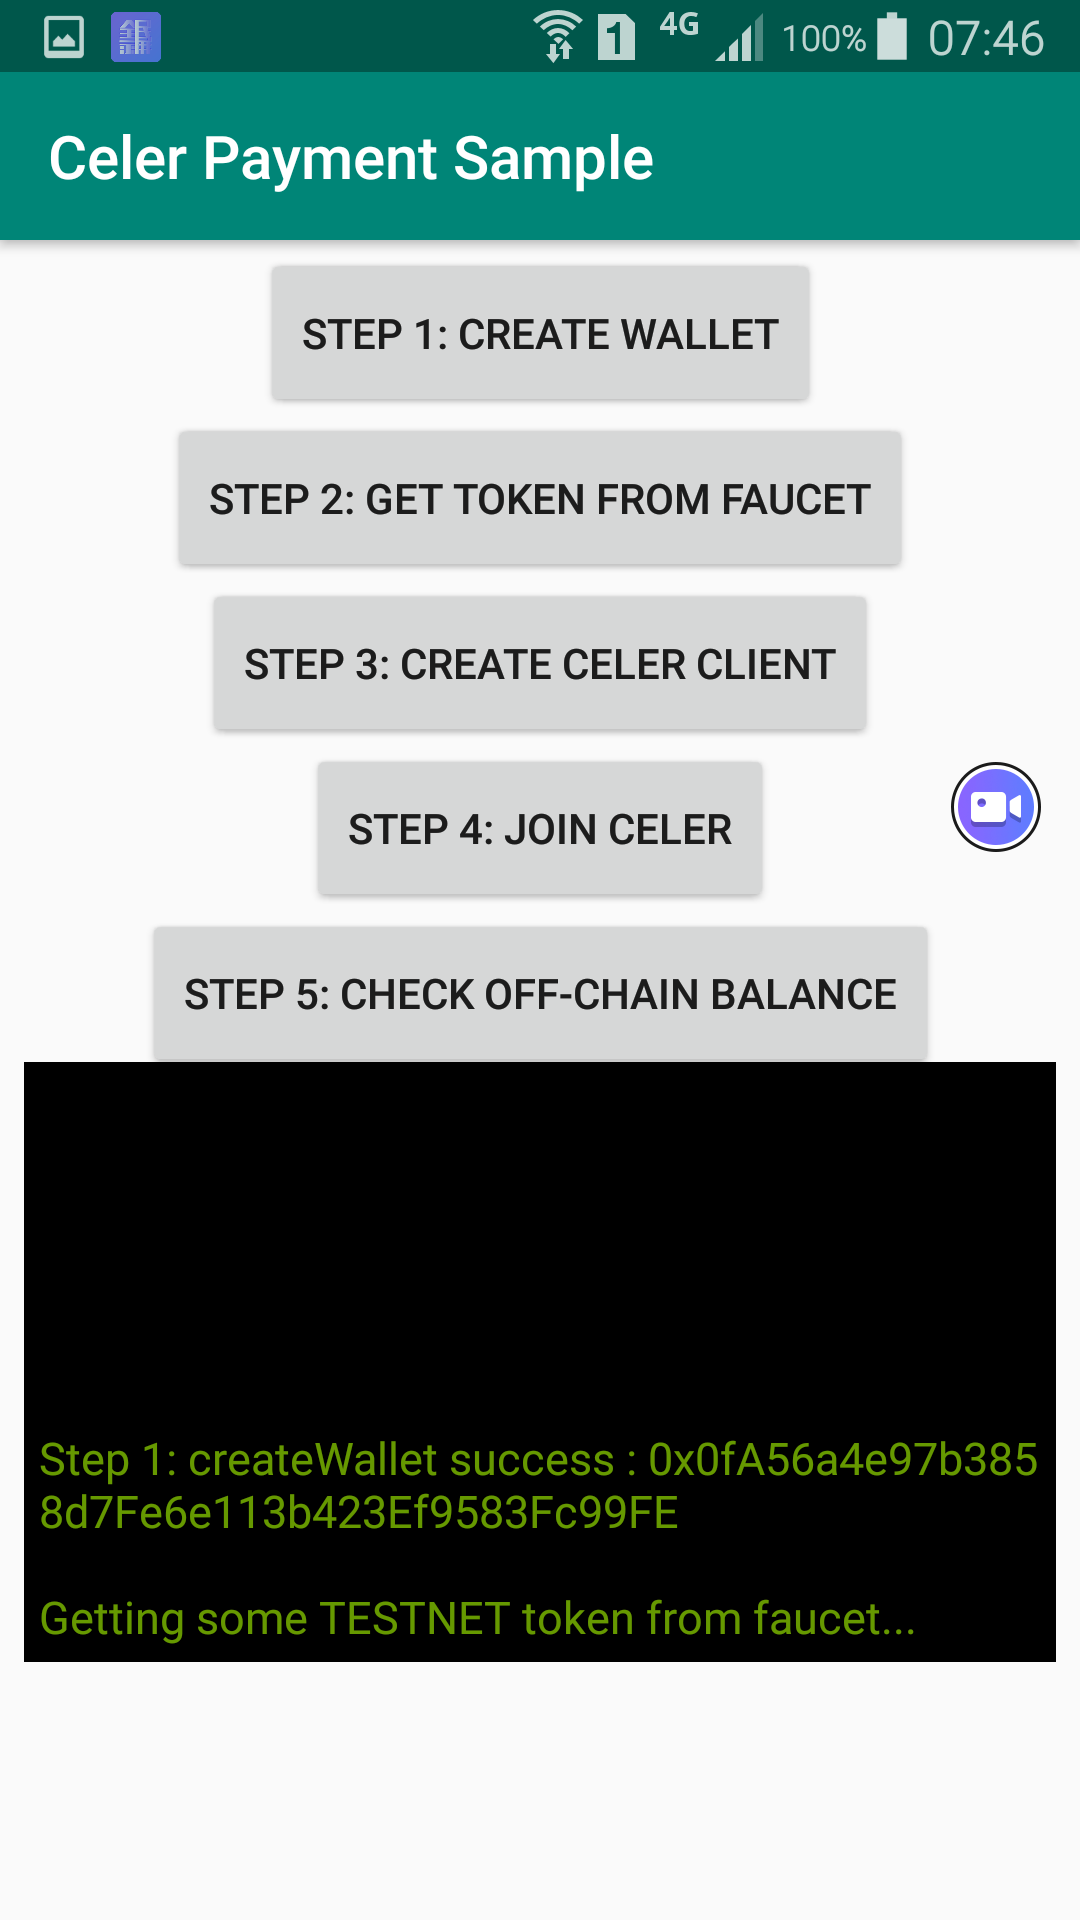 1 4G 100% 07:46
Celer Payment Sample
STEP 1: CREATE WALLET
STEP 2: GET TOKEN FROM FAUCET
STEP 3: CREATE CELER CLIENT
STEP 4: JOIN CELER
STEP 5: CHECK OFF-CHAIN BALANCE
Step 1: createWallet success : 0x0fA56a4e97b385
8d7Fe6e113b423Ef9583Fc99FE
Getting some TESTNET token from faucet...